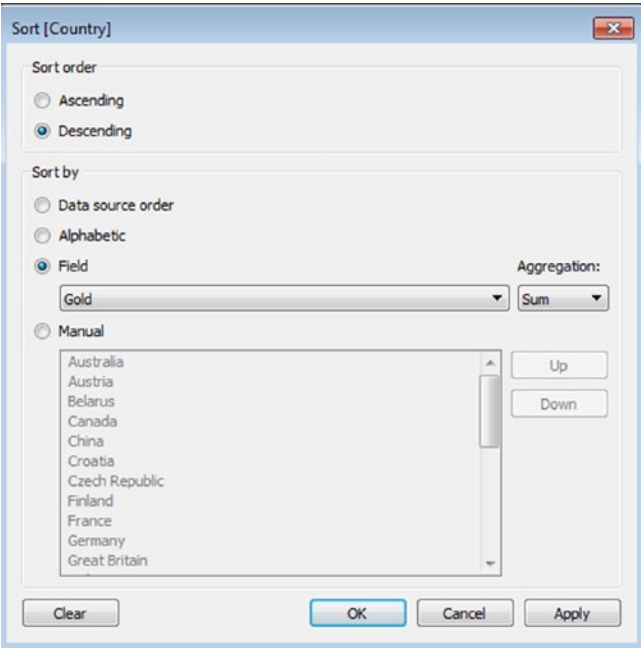 Sort [Country]
Sort order
Ascending
Descending
Sort by
Data source order
Alphabetic
Field
Aggregation:
Gold
Sum
Manual
Australia
Austria
Belarus
Canada
China
Croatia
Czech Republic
Finland
France
Germany
Great Britain
Up
Down
Clear
OK
Cancel
Apply